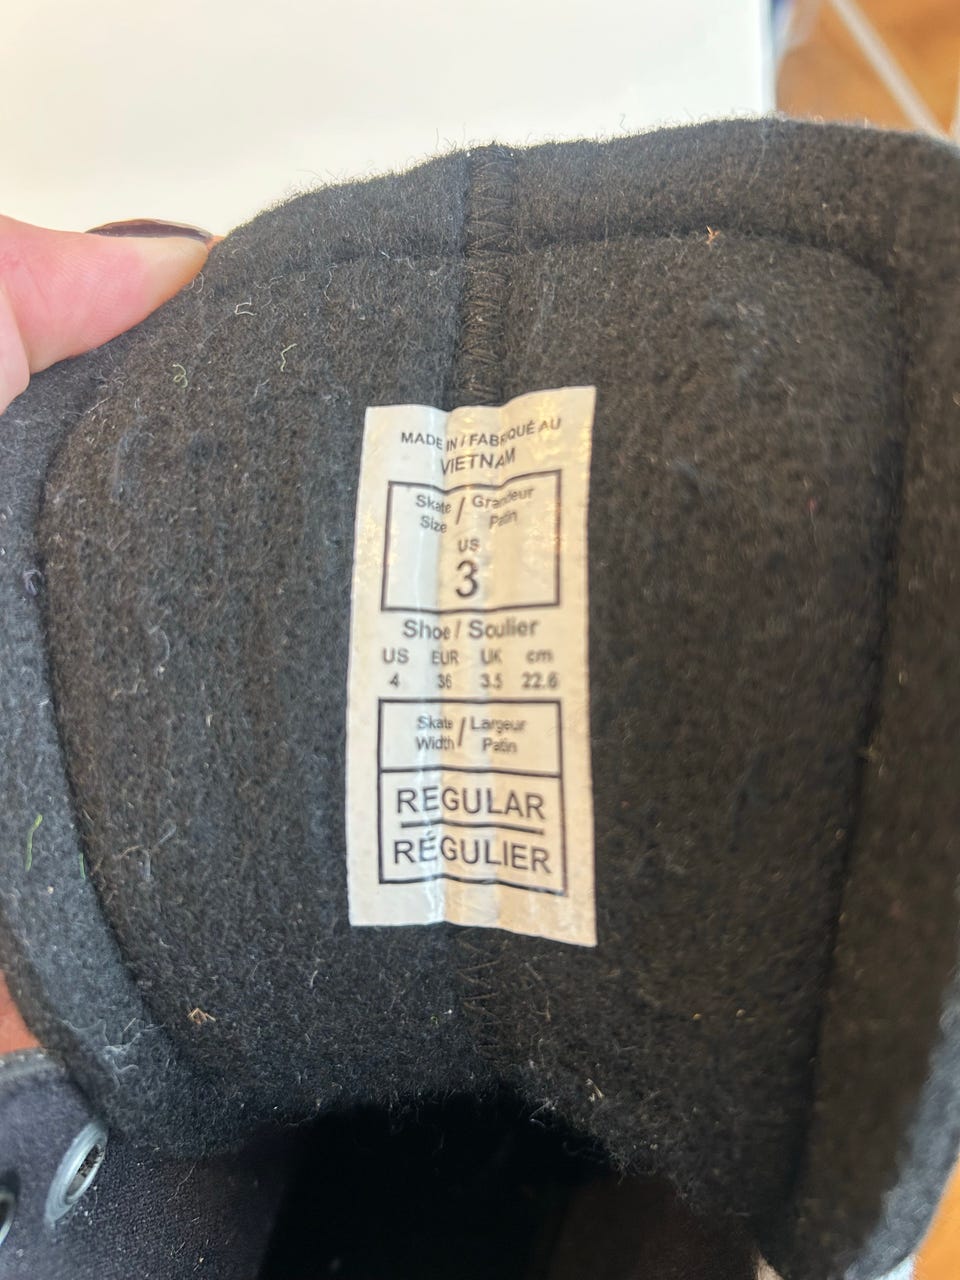 MADE IN / FABRIQUÉ AU
VIETNAM
Skate Size / Grandeur Patin
US
3
Shoe / Soulier
US EUR UK cm
4 36 3.5 22.6
Skate Width / Largeur Patin
REGULAR
RÉGULIER